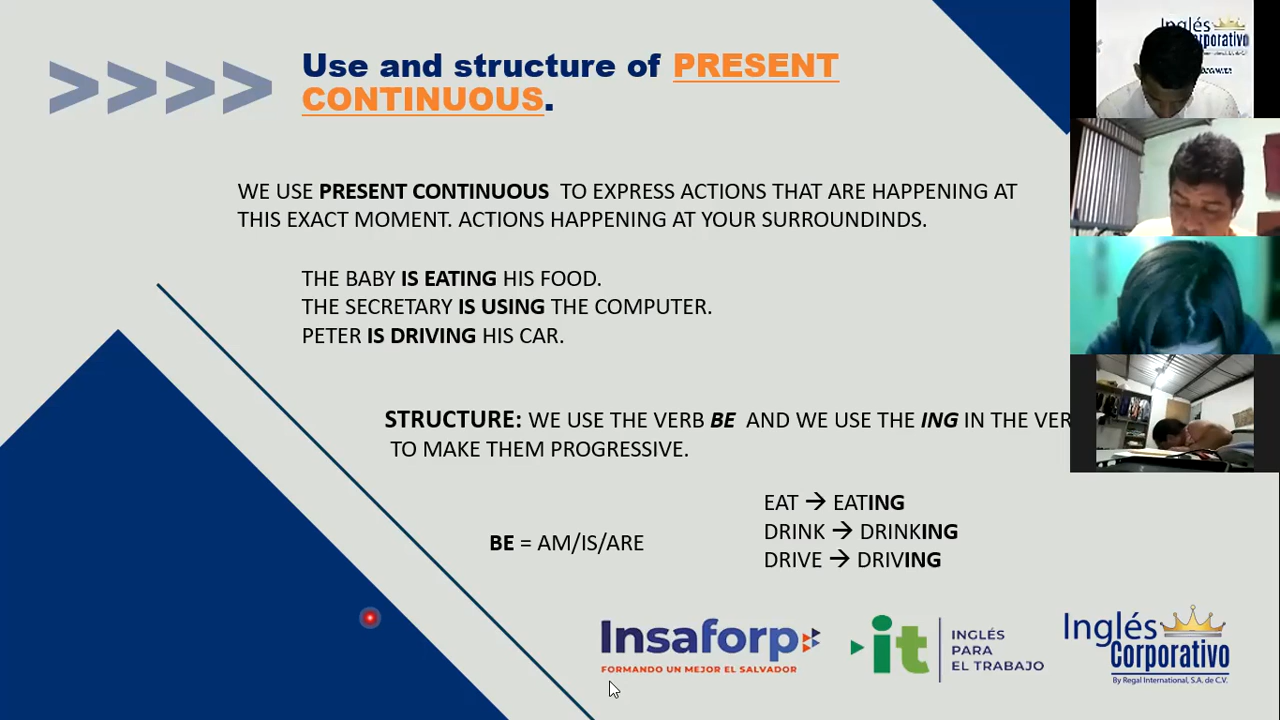 Use and structure of PRESENT
CONTINUOUS.
WE USE PRESENT CONTINUOUS TO EXPRESS ACTIONS THAT ARE HAPPENING AT
THIS EXACT MOMENT. ACTIONS HAPPENING AT YOUR SURROUNDINDS.
THE BABY IS EATING HIS FOOD.
THE SECRETARY IS USING THE COMPUTER.
PETER IS DRIVING HIS CAR.
STRUCTURE: WE USE THE VERB BE AND WE USE THE ING IN THE VER
TO MAKE THEM PROGRESSIVE.
BE = AM/IS/ARE
EAT → EATING
DRINK → DRINKING
DRIVE → DRIVING
Insaforp
FORMANDO UN MEJOR EL SALVADOR
it
INGLÉS
PARA
EL TRABAJO
Inglés
Corporativo
By Regal International, S.A. de C.V.
Inglés
rporativo